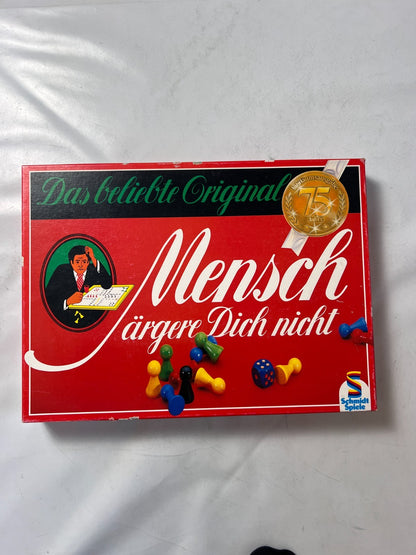 Das beliebte Original
75
Mensch
ärgere Dich nicht
Schmidt
Spiele